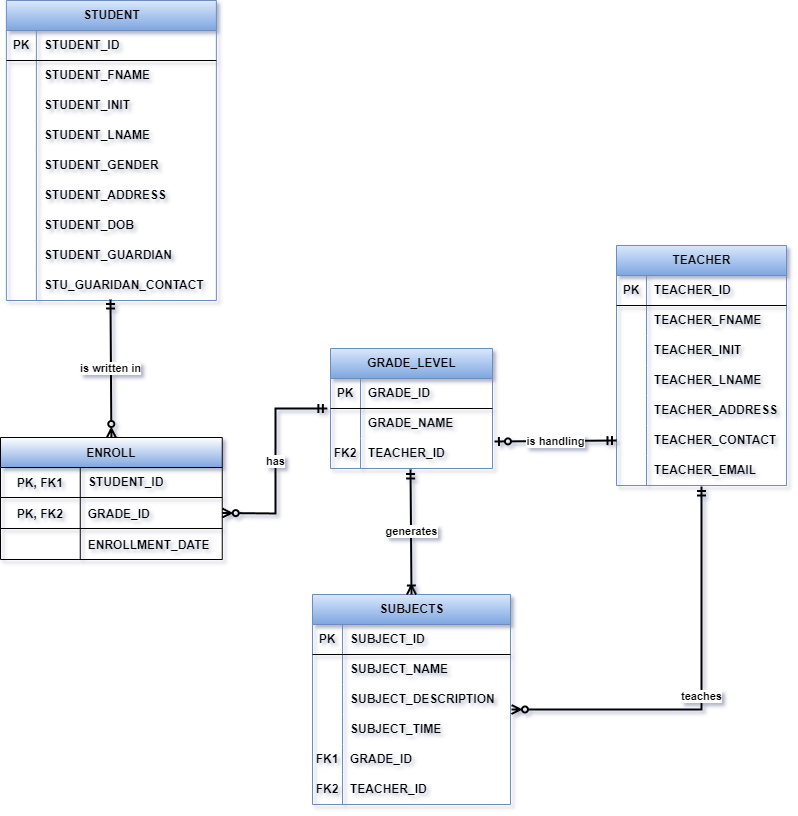 STUDENT
PK STUDENT_ID
STUDENT_FNAME
STUDENT_INIT
STUDENT_LNAME
STUDENT_GENDER
STUDENT_ADDRESS
STUDENT_DOB
STUDENT_GUARDIAN
STU_GUARIDAN_CONTACT
is written in
ENROLL
PK, FK1 STUDENT_ID
PK, FK2 GRADE_ID
ENROLLMENT_DATE
has
GRADE_LEVEL
PK GRADE_ID
GRADE_NAME
FK2 TEACHER_ID
is handling
TEACHER
PK TEACHER_ID
TEACHER_FNAME
TEACHER_INIT
TEACHER_LNAME
TEACHER_ADDRESS
TEACHER_CONTACT
TEACHER_EMAIL
generates
SUBJECTS
PK SUBJECT_ID
SUBJECT_NAME
SUBJECT_DESCRIPTION
SUBJECT_TIME
FK1 GRADE_ID
FK2 TEACHER_ID
teaches